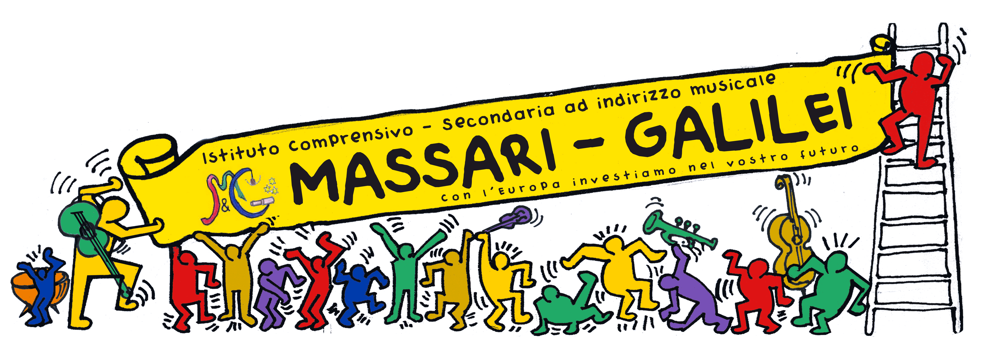 Istituto Comprensivo - Secondaria ad indirizzo musicale
M&G
MASSARI - GALILEI
con l'Europa investiamo nel vostro futuro